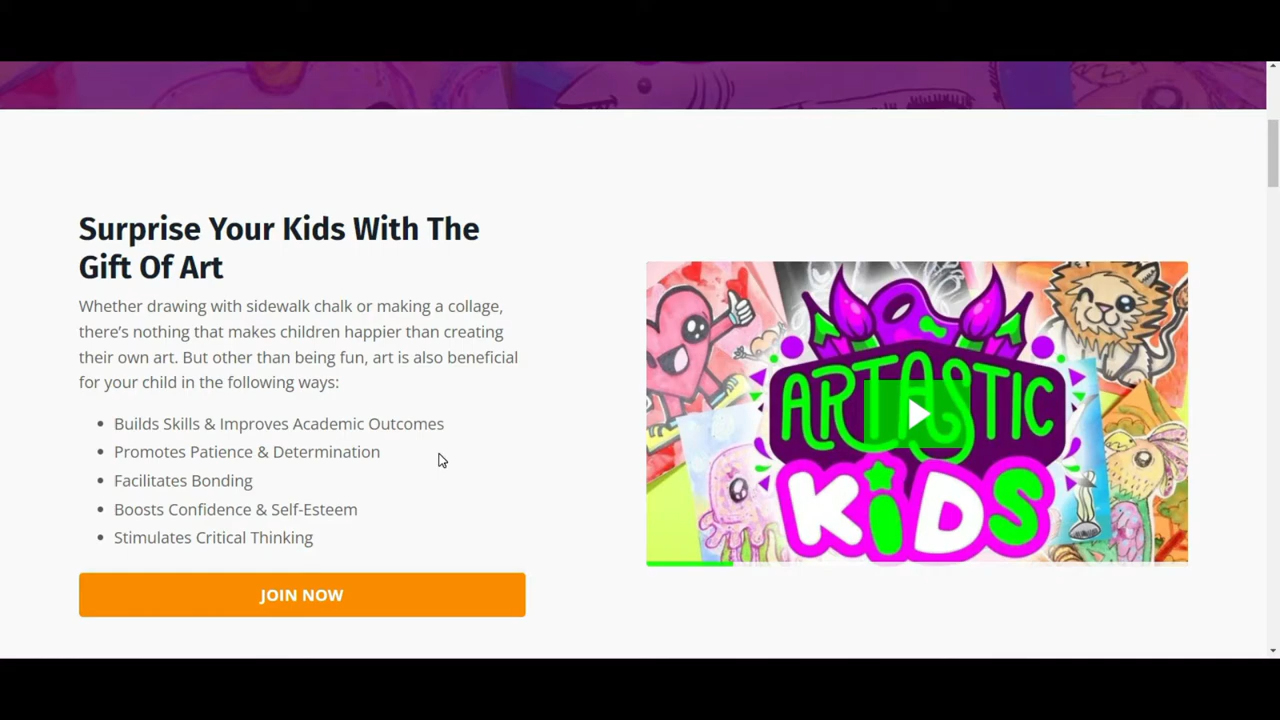 Surprise Your Kids With The
Gift Of Art
Whether drawing with sidewalk chalk or making a collage,
there's nothing that makes children happier than creating
their own art. But other than being fun, art is also beneficial
for your child in the following ways:
Builds Skills & Improves Academic Outcomes
Promotes Patience & Determination
Facilitates Bonding
Boosts Confidence & Self-Esteem
Stimulates Critical Thinking
JOIN NOW
ARTASTIC
KiDS